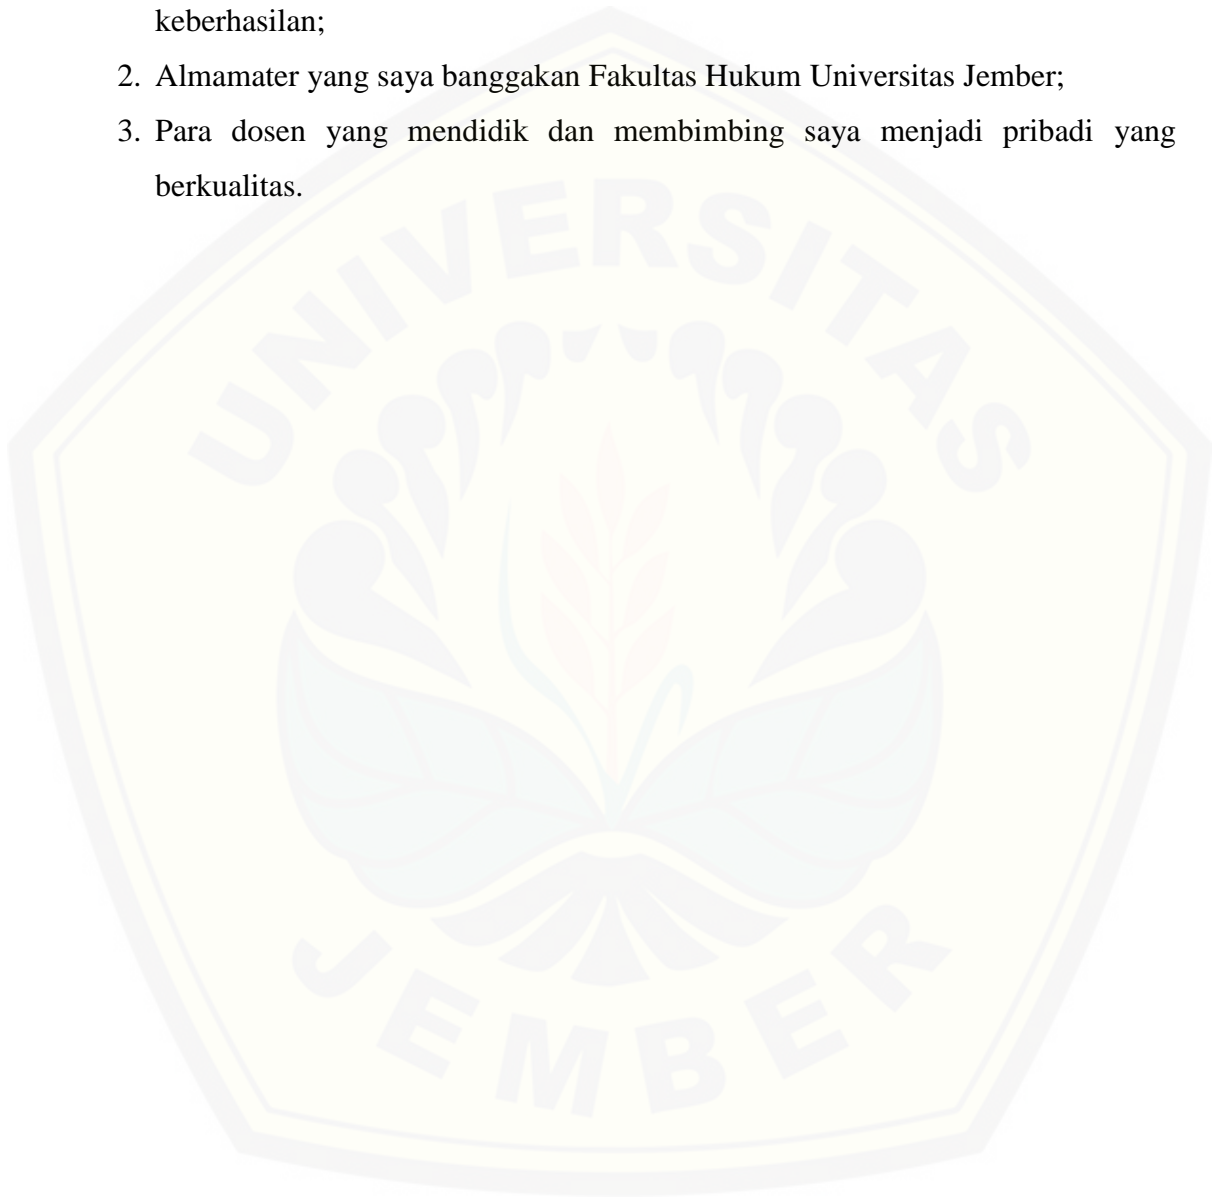 keberhasilan;
2. Almamater yang saya banggakan Fakultas Hukum Universitas Jember;
3. Para dosen yang mendidik dan membimbing saya menjadi pribadi yang
berkualitas.
UNIVERSITAS
JEMBER